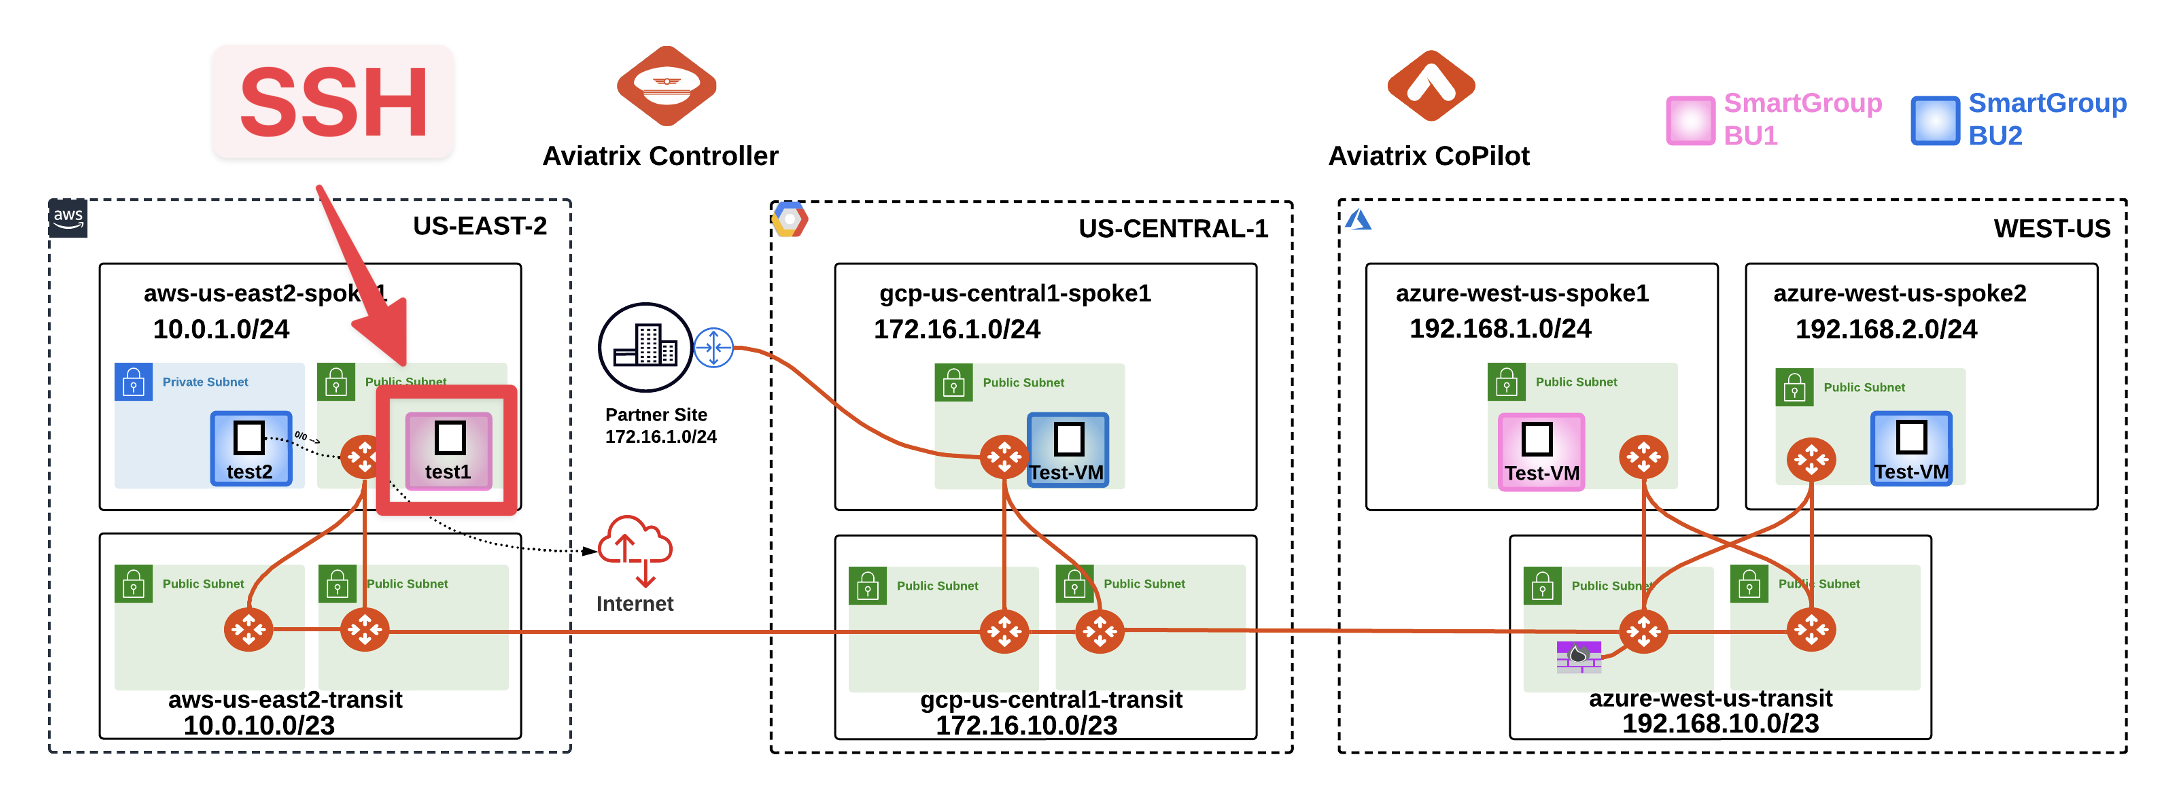 SSH
Aviatrix Controller
Aviatrix CoPilot
SmartGroup
BU1
SmartGroup
BU2
aws
US-EAST-2
US-CENTRAL-1
WEST-US
aws-us-east2-spoke1
10.0.1.0/24
Private Subnet
Public Subnet
test2
0/0 -->
test1
Partner Site
172.16.1.0/24
Internet
gcp-us-central1-spoke1
172.16.1.0/24
Public Subnet
Test-VM
azure-west-us-spoke1
192.168.1.0/24
Public Subnet
Test-VM
azure-west-us-spoke2
192.168.2.0/24
Public Subnet
Test-VM
Public Subnet
Public Subnet
aws-us-east2-transit
10.0.10.0/23
Public Subnet
Public Subnet
gcp-us-central1-transit
172.16.10.0/23
Public Subnet
Public Subnet
azure-west-us-transit
192.168.10.0/23